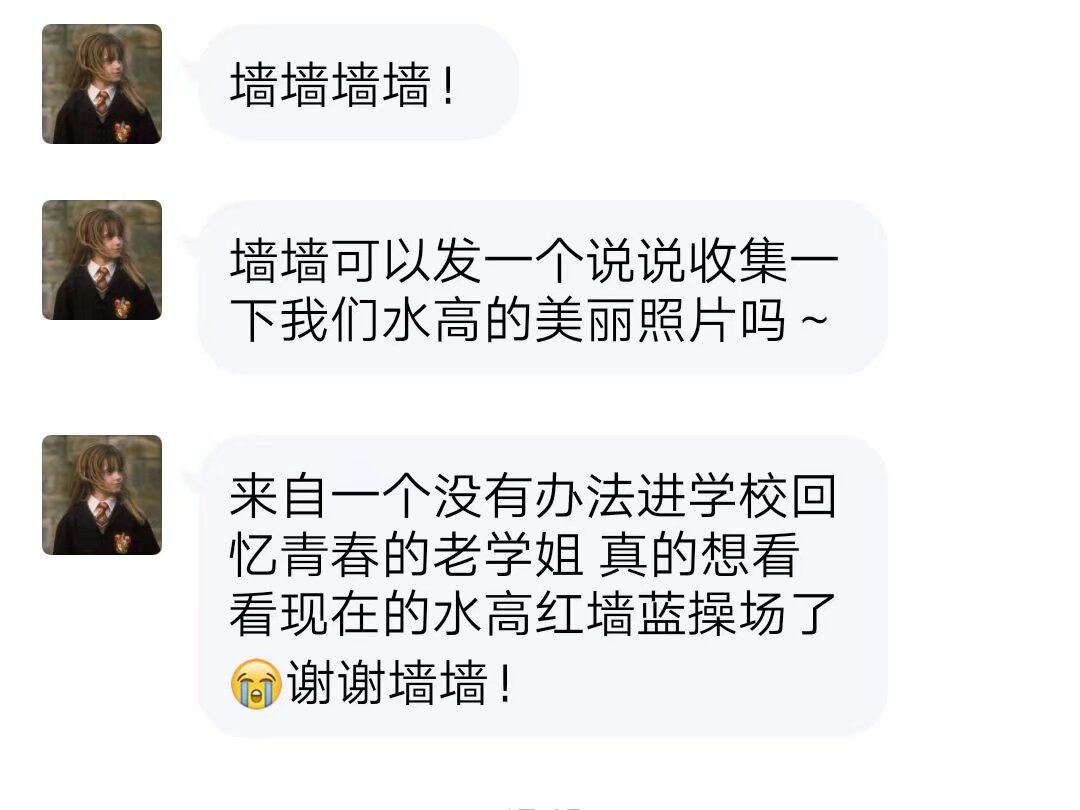 墙墙墙墙！
墙墙可以发一个说说收集一
下我们水高的美丽照片吗～
来自一个没有办法进学校回
忆青春的老学姐 真的想看
看现在的水高红墙蓝操场了
😭谢谢墙墙！